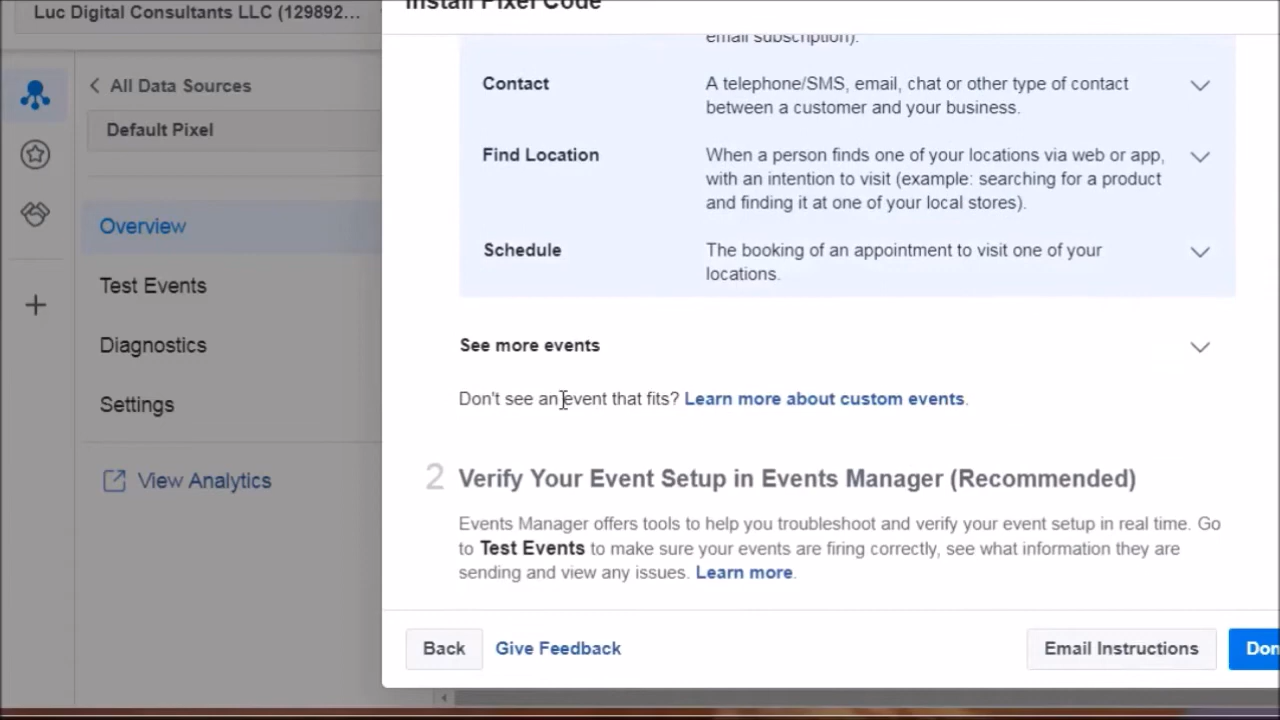 Luc Digital Consultants LLC (129892...
All Data Sources
Default Pixel
Overview
Test Events
Diagnostics
Settings
View Analytics
Install Pixel Code
email subscription).
Contact
A telephone/SMS, email, chat or other type of contact
between a customer and your business.
Find Location
When a person finds one of your locations via web or app,
with an intention to visit (example: searching for a product
and finding it at one of your local stores).
Schedule
The booking of an appointment to visit one of your
locations.
See more events
Don't see an event that fits? Learn more about custom events.
2 Verify Your Event Setup in Events Manager (Recommended)
Events Manager offers tools to help you troubleshoot and verify your event setup in real time. Go
to Test Events to make sure your events are firing correctly, see what information they are
sending and view any issues. Learn more.
Back
Give Feedback
Email Instructions
Don